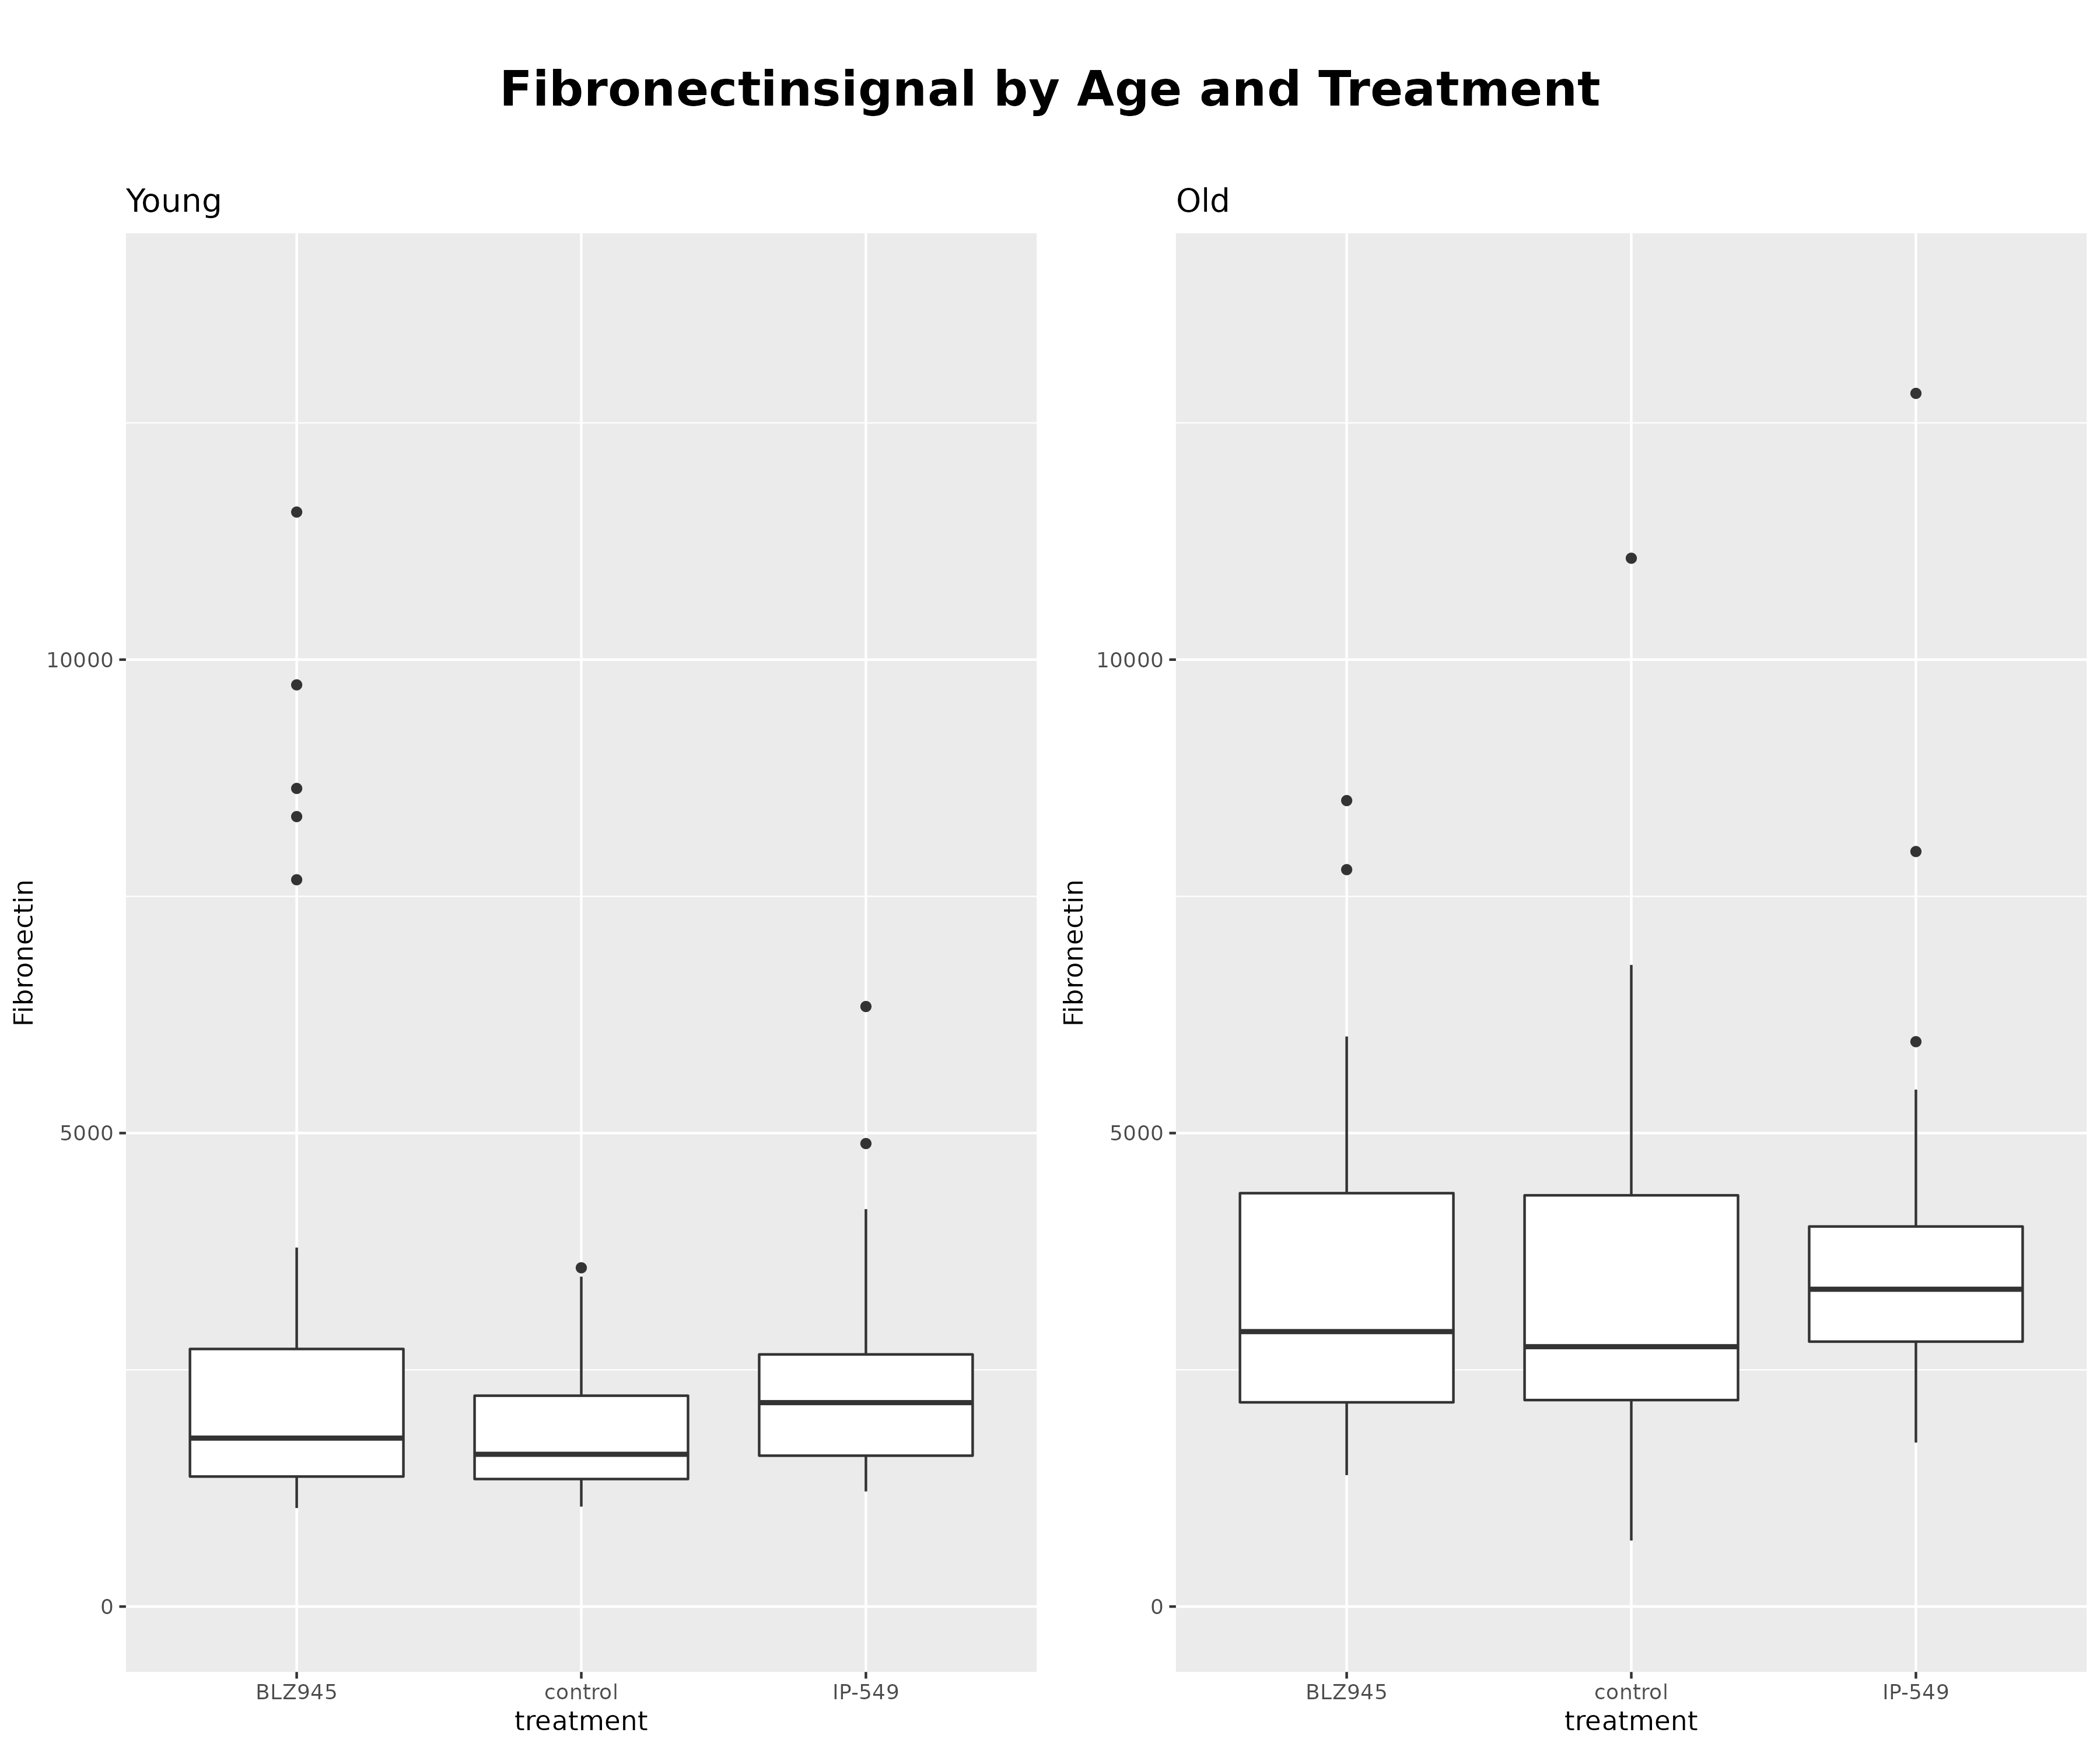 Fibronectinsignal by Age and Treatment
Young
Fibronectin
10000
5000
0
BLZ945 control IP-549
treatment
Old
Fibronectin
10000
5000
0
BLZ945 control IP-549
treatment